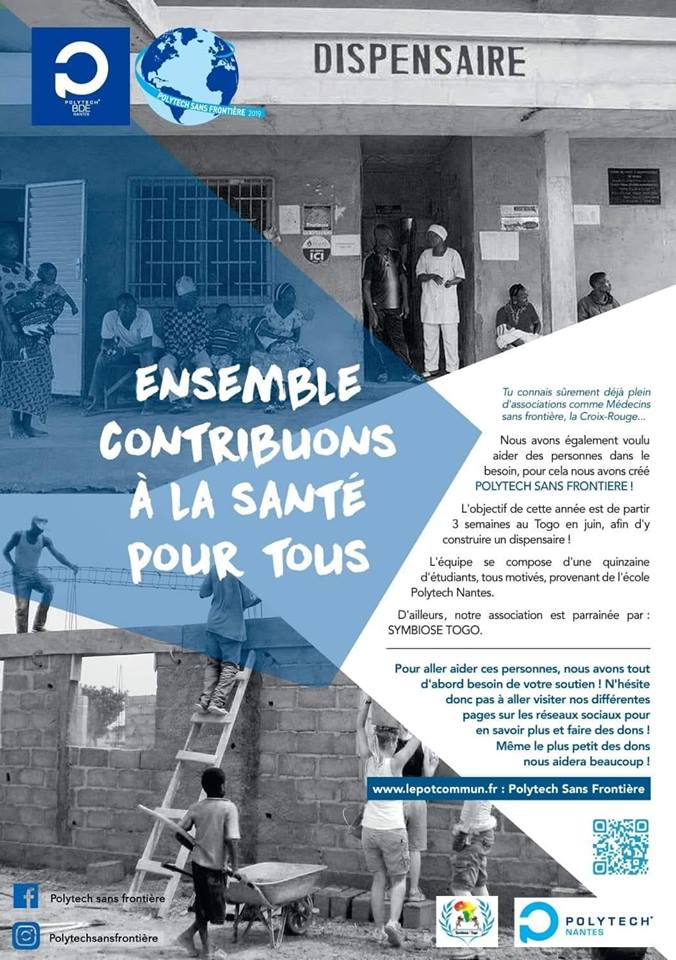 POLYTECH
BDE
NANTES
POLYTECH SANS FRONTIÈRE 2019
DISPENSAIRE
ICI
ENSEMBLE
CONTRIBUONS
À LA SANTÉ
POUR TOUS
Tu connais sûrement déjà plein
d'associations comme Médecins
sans frontière, la Croix-Rouge...
Nous avons également voulu
aider des personnes dans le
besoin, pour cela nous avons créé
POLYTECH SANS FRONTIERE !
L'objectif de cette année est de partir
3 semaines au Togo en juin, afin d'y
construire un dispensaire !
L'équipe se compose d'une quinzaine
d'étudiants, tous motivés, provenant de l'école
Polytech Nantes.
D'ailleurs, notre association est parrainée par :
SYMBIOSE TOGO.
Pour aller aider ces personnes, nous avons tout
d'abord besoin de votre soutien ! N'hésite
donc pas à aller visiter nos différentes
pages sur les réseaux sociaux pour
en savoir plus et faire des dons !
Même le plus petit des dons
nous aidera beaucoup !
www.lepotcommun.fr : Polytech Sans Frontière
Polytech sans frontière
Polytechsansfrontière
POLYTECH
NANTES